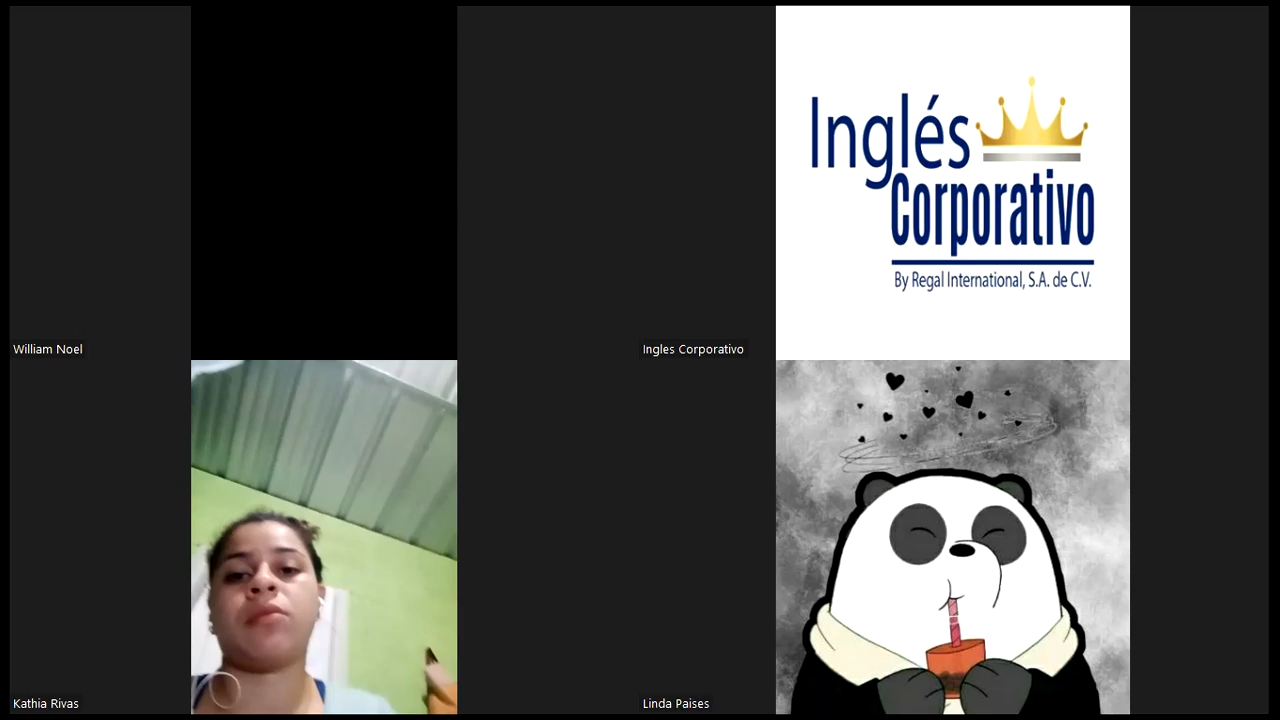 Inglés
Corporativo
By Regal International, S.A. de C.V.
William Noel
Ingles Corporativo
Kathia Rivas
Linda Paises